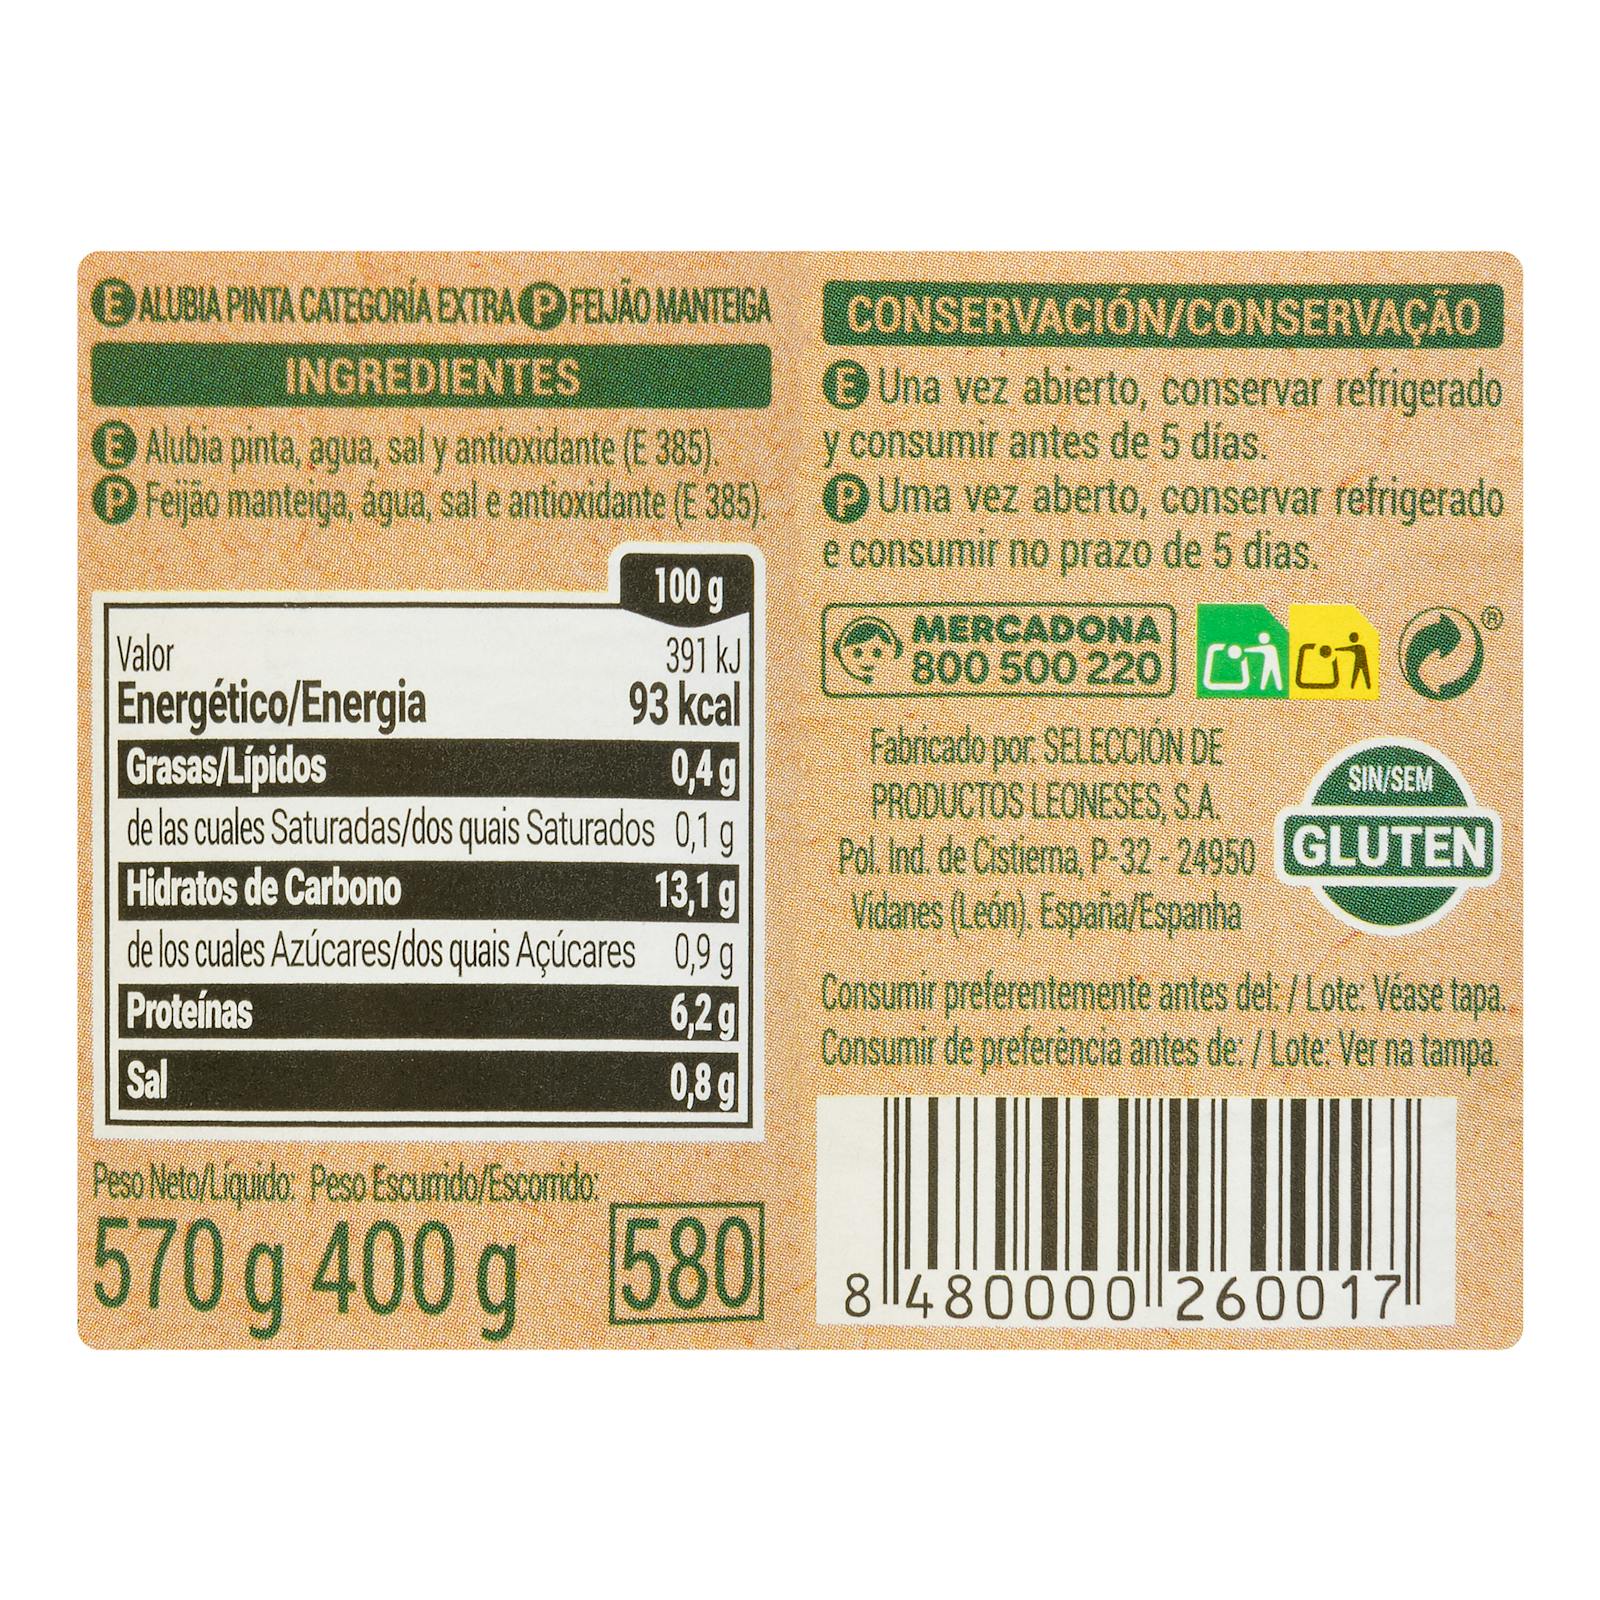 E ALUBIA PINTA CATEGORÍA EXTRA P FEIJÃO MANTEIGA
INGREDIENTES
E Alubia pinta, agua, sal y antioxidante (E 385).
P Feijão manteiga, água, sal e antioxidante (E 385).
100 g
Valor 391 kJ
Energético/Energia 93 kcal
Grasas/Lípidos 0,4 g
de las cuales Saturadas/dos quais Saturados 0,1 g
Hidratos de Carbono 13,1 g
de los cuales Azúcares/dos quais Açúcares 0,9 g
Proteínas 6,2 g
Sal 0,8 g
Peso Neto/Líquido: Peso Escurrido/Escorrido:
570 g 400 g 580
CONSERVACIÓN/CONSERVAÇÃO
E Una vez abierto, conservar refrigerado
y consumir antes de 5 días.
P Uma vez aberto, conservar refrigerado
e consumir no prazo de 5 dias.
MERCADONA
800 500 220
®
Fabricado por: SELECCIÓN DE
PRODUCTOS LEONESES, S.A.
Pol. Ind. de Cistierna, P-32 - 24950
Vidanes (León). España/Espanha
SIN/SEM
GLUTEN
Consumir preferentemente antes del: / Lote: Véase tapa.
Consumir de preferência antes de: / Lote: Ver na tampa.
8 480000 260017